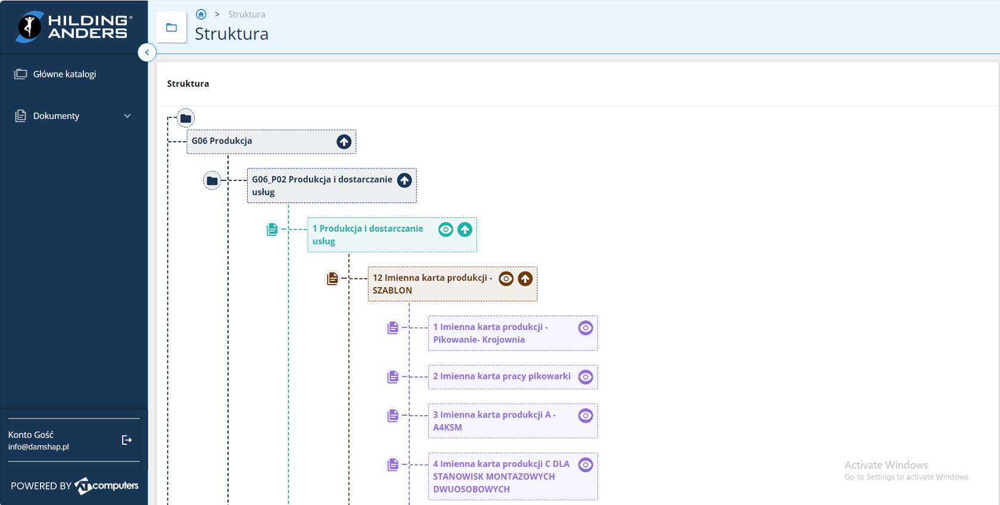 HILDING®
ANDERS
> Struktura
Struktura
Główne katalogi
Dokumenty
Struktura
G06 Produkcja
G06_P02 Produkcja i dostarczanie
usług
1 Produkcja i dostarczanie
usług
12 Imienna karta produkcji -
SZABLON
1 Imienna karta produkcji -
Pikowanie- Krojownia
2 Imienna karta pracy pikowarki
3 Imienna karta produkcji A -
A4KSM
4 Imienna karta produkcji C DLA
STANOWISK MONTAZOWYCH
DWUOSOBOWYCH
Konto Gość
info@damshap.pl
POWERED BY NTcomputers
Activate Windows
Go to Settings to activate Windows.